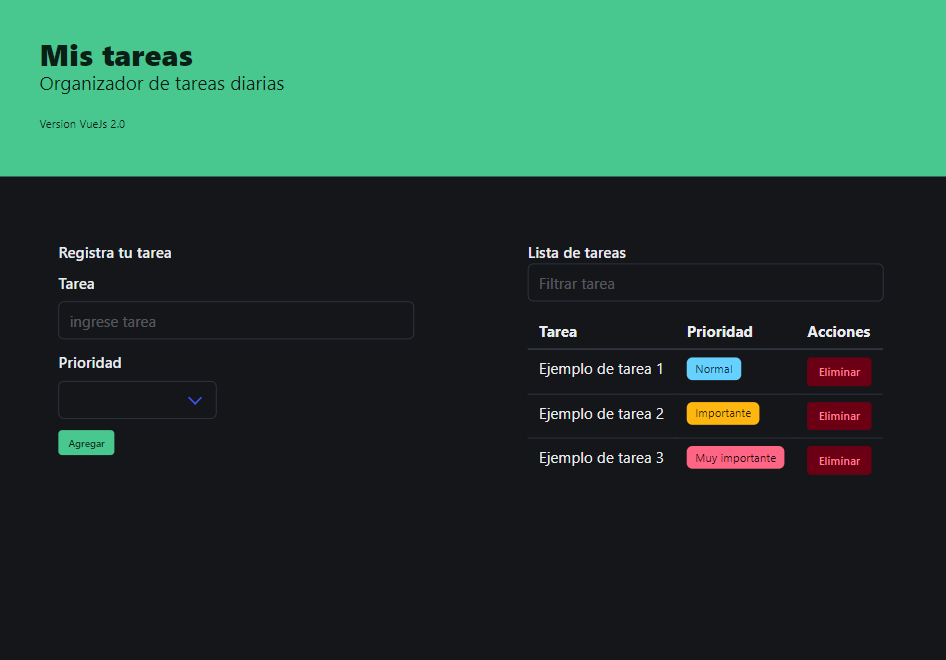 Mis tareas
Organizador de tareas diarias
Version VueJs 2.0
Registra tu tarea
Tarea
ingrese tarea
Prioridad
Agregar
Lista de tareas
Filtrar tarea
Tarea Prioridad Acciones
Ejemplo de tarea 1 Normal Eliminar
Ejemplo de tarea 2 Importante Eliminar
Ejemplo de tarea 3 Muy importante Eliminar